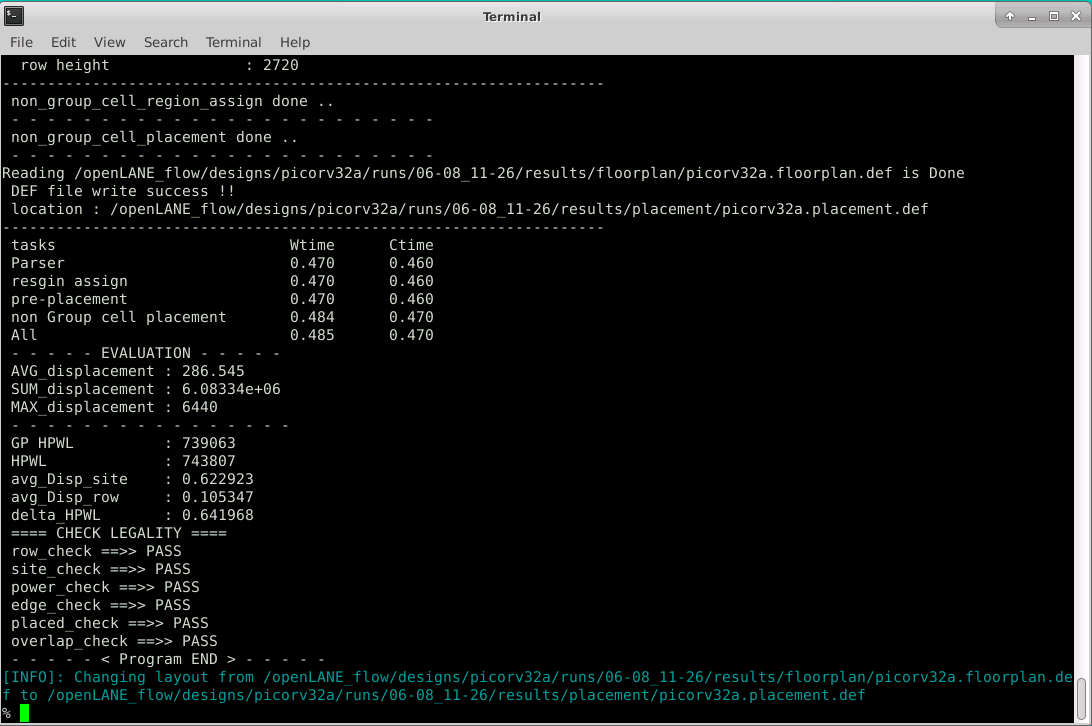 Terminal
File Edit View Search Terminal Help
row height : 2720
-------------------------------------------------------------------
non_group_cell_region_assign done ..
- - - - - - - - - - - - - - - - - - - - - - - -
non_group_cell_placement done ..
- - - - - - - - - - - - - - - - - - - - - - - -
Reading /openLANE_flow/designs/picorv32a/runs/06-08_11-26/results/floorplan/picorv32a.floorplan.def is Done
DEF file write success !!
location : /openLANE_flow/designs/picorv32a/runs/06-08_11-26/results/placement/picorv32a.placement.def
-------------------------------------------------------------------
tasks Wtime Ctime
Parser 0.470 0.460
resgin assign 0.470 0.460
pre-placement 0.470 0.460
non Group cell placement 0.484 0.470
All 0.485 0.470
- - - - - EVALUATION - - - - -
AVG_displacement : 286.545
SUM_displacement : 6.08334e+06
MAX_displacement : 6440
- - - - - - - - - - - - - - - -
GP HPWL : 739063
HPWL : 743807
avg_Disp_site : 0.622923
avg_Disp_row : 0.105347
delta_HPWL : 0.641968
==== CHECK LEGALITY ====
row_check ==>> PASS
site_check ==>> PASS
power_check ==>> PASS
edge_check ==>> PASS
placed_check ==>> PASS
overlap_check ==>> PASS
- - - - - < Program END > - - - - -
[INFO]: Changing layout from /openLANE_flow/designs/picorv32a/runs/06-08_11-26/results/floorplan/picorv32a.floorplan.de
f to /openLANE_flow/designs/picorv32a/runs/06-08_11-26/results/placement/picorv32a.placement.def
%